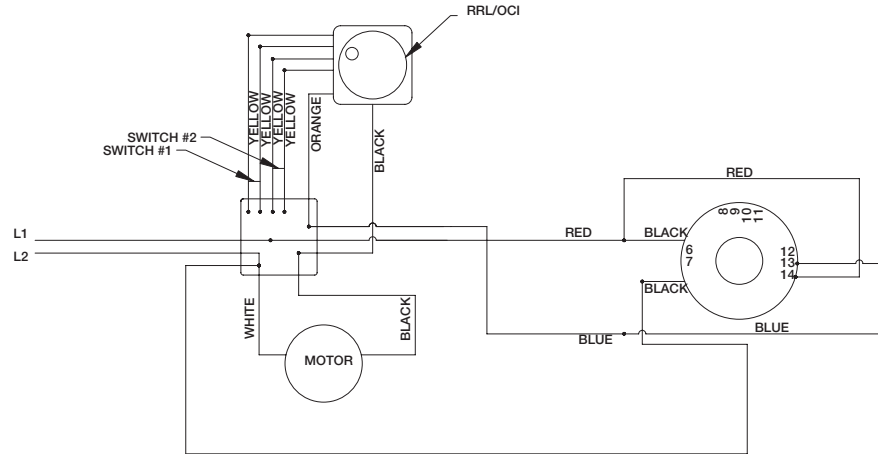 RRL/OCI
YELLOW
YELLOW
YELLOW
YELLOW
ORANGE
BLACK
SWITCH #2
SWITCH #1
RED
L1
RED
BLACK
8
9
10
11
6
7
12
13
14
L2
BLACK
WHITE
BLACK
BLUE
BLUE
MOTOR